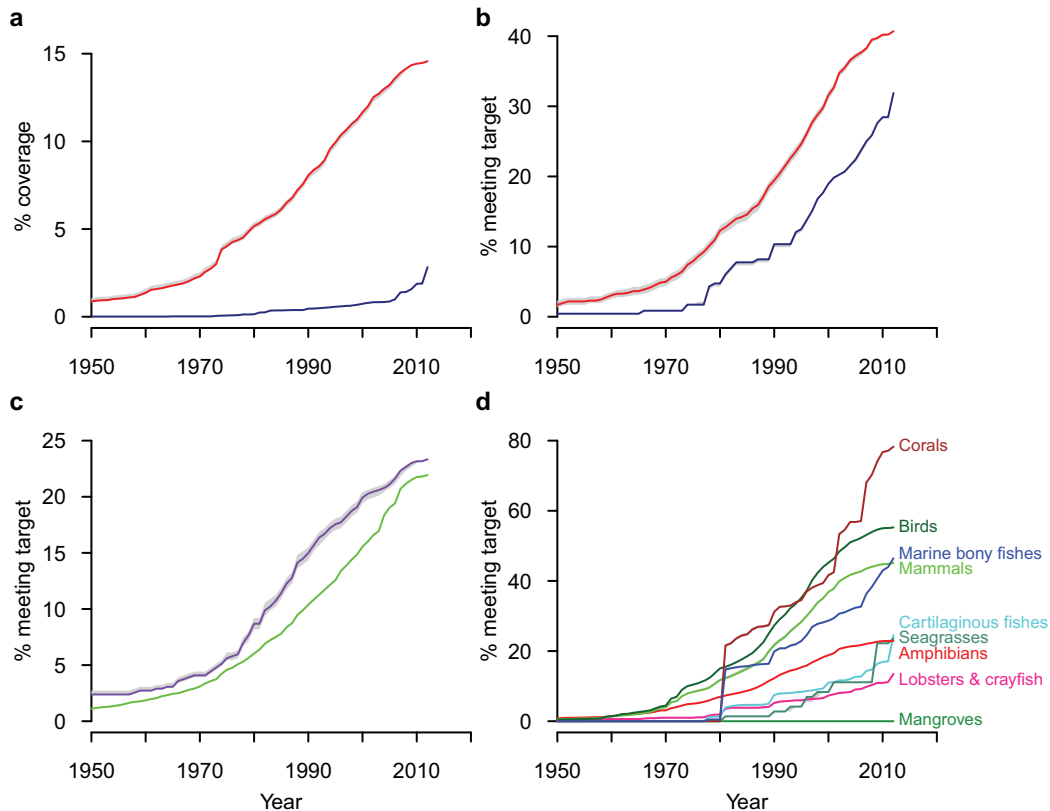 a
% coverage
15
10
5
0
1950 1970 1990 2010
b
% meeting target
40
30
20
10
0
1950 1970 1990 2010
c
% meeting target
25
20
15
10
5
0
1950 1970 1990 2010
Year
d
% meeting target
80
60
40
20
0
1950 1970 1990 2010
Year
Corals
Birds
Marine bony fishes
Mammals
Cartilaginous fishes
Seagrasses
Amphibians
Lobsters & crayfish
Mangroves